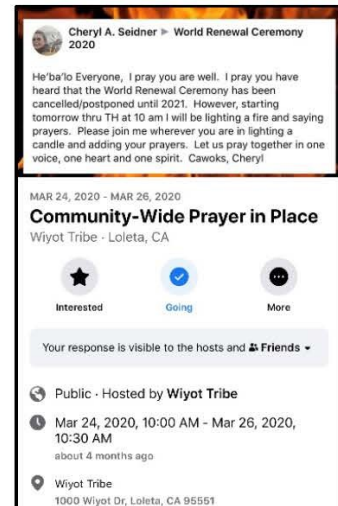 Cheryl A. Seidner ▸ World Renewal Ceremony
2020
He'ba'lo Everyone, I pray you are well. I pray you have
heard that the World Renewal Ceremony has been
cancelled/postponed until 2021. However, starting
tomorrow thru TH at 10 am I will be lighting a fire and saying
prayers. Please join me wherever you are in lighting a
candle and adding your prayers. Let us pray together in one
voice, one heart and one spirit. Cawoks, Cheryl
MAR 24, 2020 - MAR 26, 2020
Community-Wide Prayer in Place
Wiyot Tribe · Loleta, CA
Interested Going More
Your response is visible to the hosts and Friends
Public · Hosted by Wiyot Tribe
Mar 24, 2020, 10:00 AM - Mar 26, 2020,
10:30 AM
about 4 months ago
Wiyot Tribe
1000 Wiyot Dr, Loleta, CA 95551